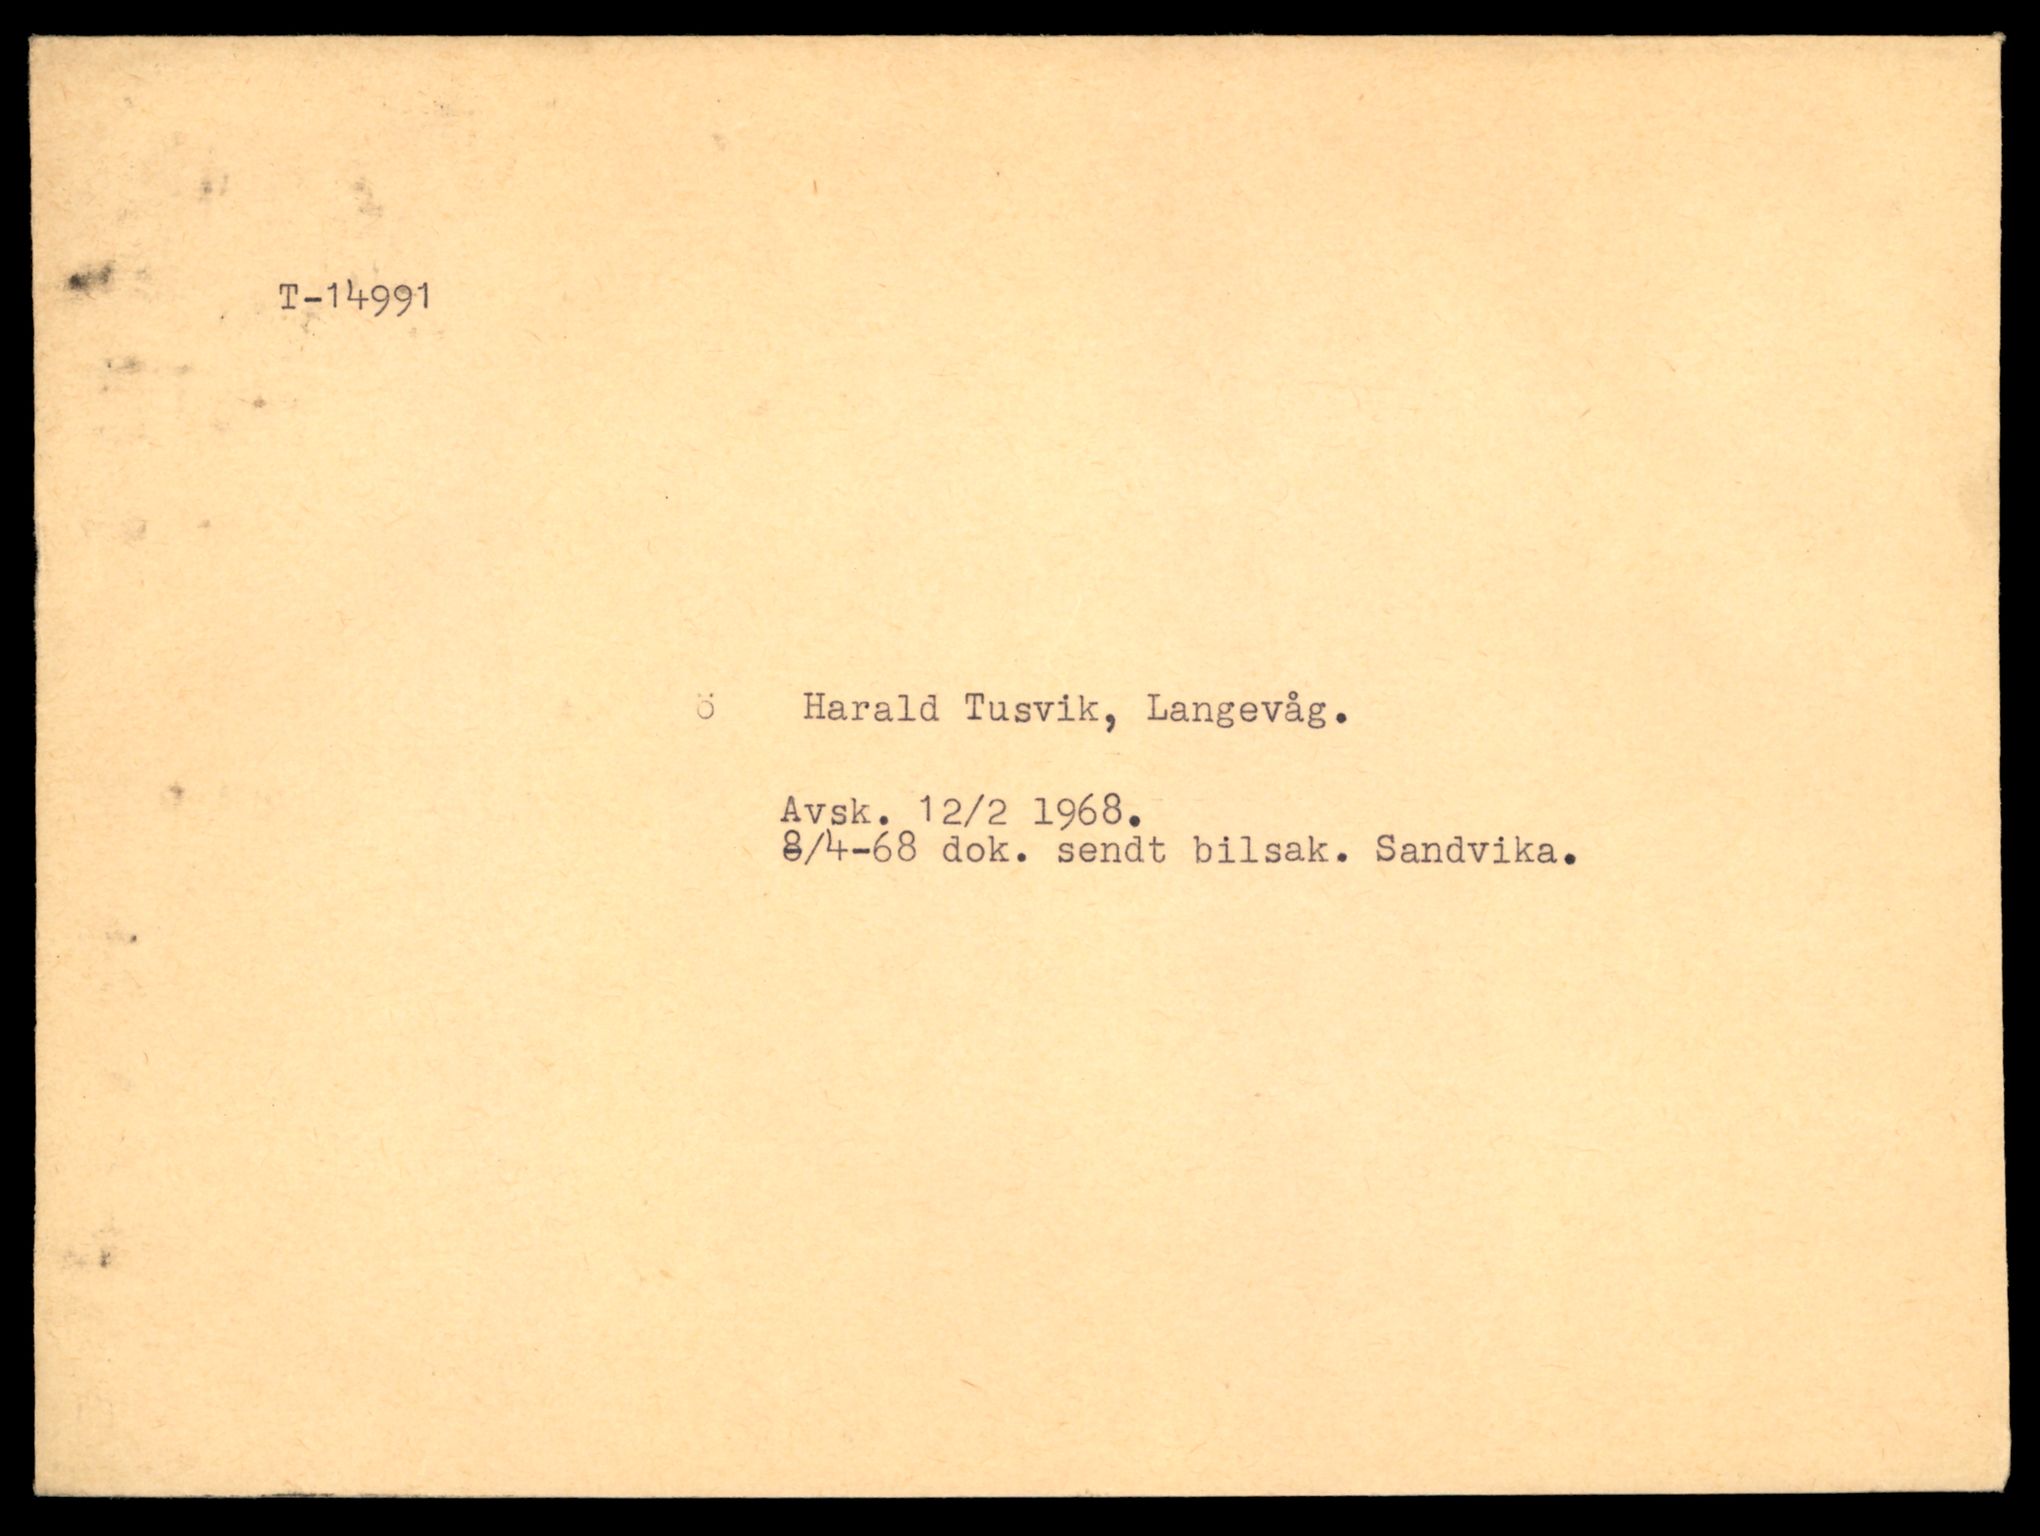 T-14991
ö Harald Tusvik, Langevåg.
Avsk. 12/2 1968.
8/4-68 dok. sendt bilsak. Sandvika.